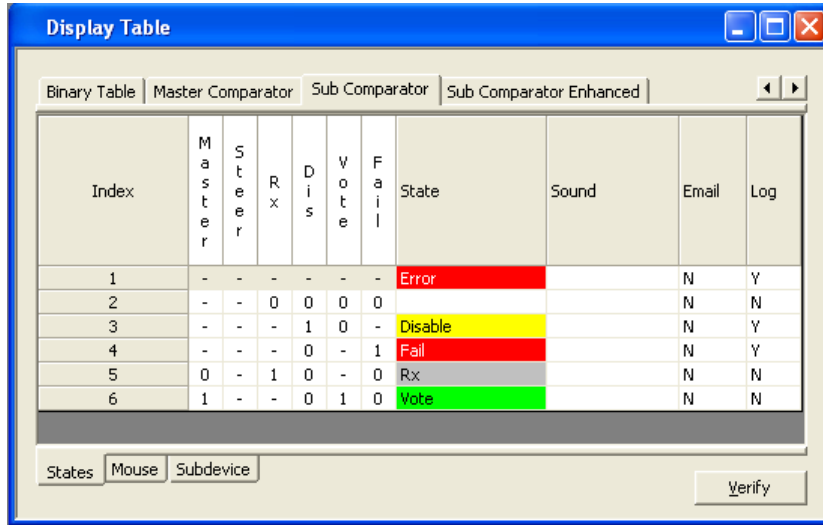 Display Table
Binary Table Master Comparator Sub Comparator Sub Comparator Enhanced
Index Master Steer Rx Dis Vote Fail State Sound Email Log
1 - - - - - - Error N Y
2 - - 0 0 0 0 N N
3 - - - 1 0 - Disable N Y
4 - - - 0 - 1 Fail N Y
5 0 - 1 0 - 0 Rx N N
6 1 - - 0 1 0 Vote N N
States Mouse Subdevice
Verify